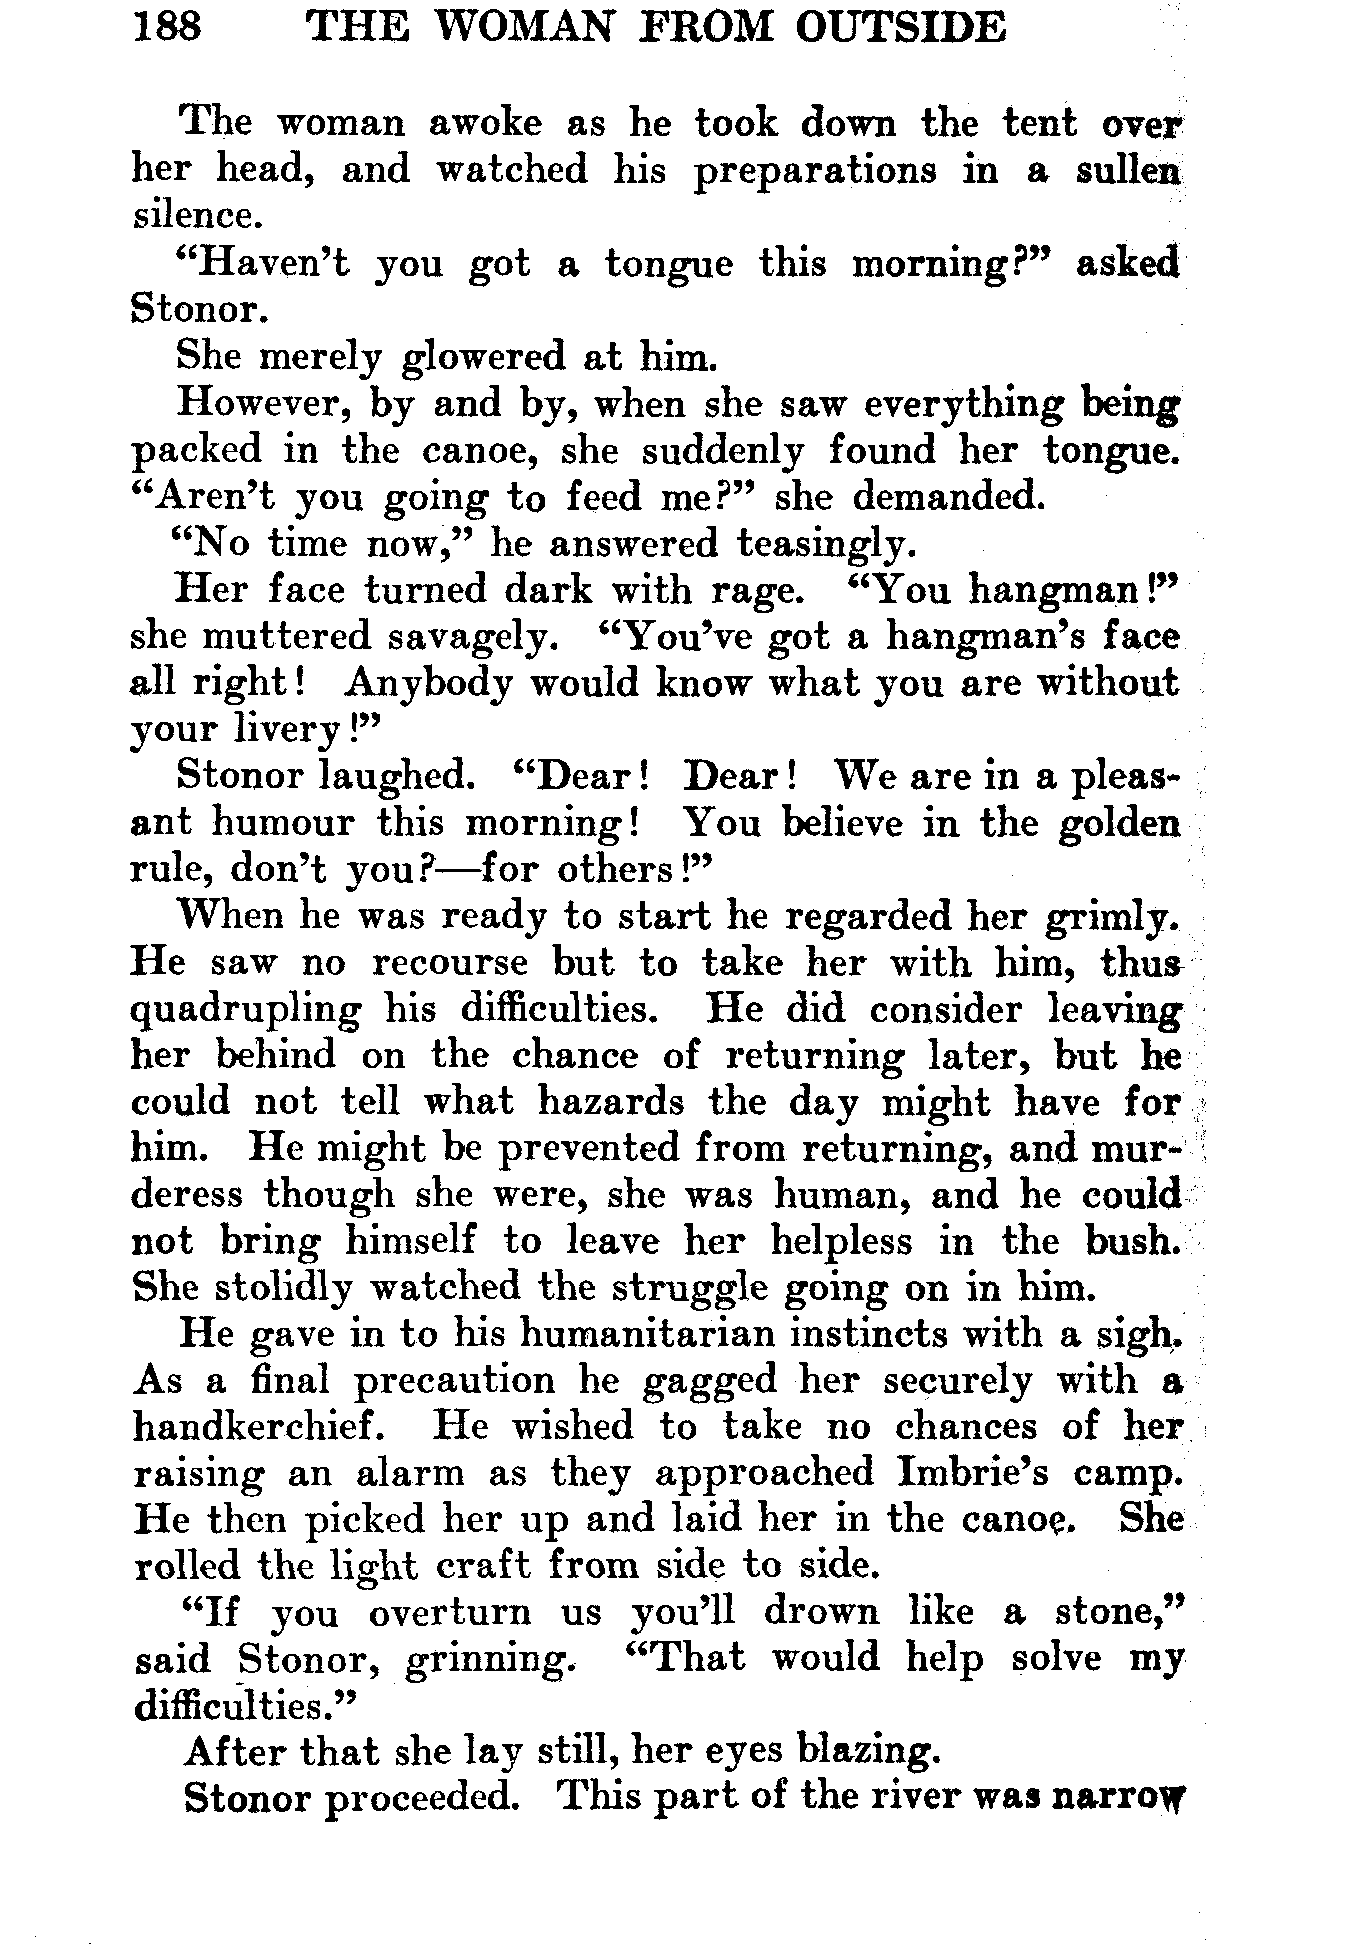 188 THE WOMAN FROM OUTSIDE
The woman awoke as he took down the tent over
her head, and watched his preparations in a sullen
silence.
“Haven’t you got a tongue this morning?” asked
Stonor.
She merely glowered at him.
However, by and by, when she saw everything being
packed in the canoe, she suddenly found her tongue.
“Aren’t you going to feed me?” she demanded.
“No time now,” he answered teasingly.
Her face turned dark with rage. “You hangman!”
she muttered savagely. “You’ve got a hangman’s face
all right! Anybody would know what you are without
your livery!”
Stonor laughed. “Dear! Dear! We are in a pleas-
ant humour this morning! You believe in the golden
rule, don’t you?—for others!”
When he was ready to start he regarded her grimly.
He saw no recourse but to take her with him, thus
quadrupling his difficulties. He did consider leaving
her behind on the chance of returning later, but he
could not tell what hazards the day might have for
him. He might be prevented from returning, and mur-
deress though she were, she was human, and he could
not bring himself to leave her helpless in the bush.
She stolidly watched the struggle going on in him.
He gave in to his humanitarian instincts with a sigh.
As a final precaution he gagged her securely with a
handkerchief. He wished to take no chances of her
raising an alarm as they approached Imbrie’s camp.
He then picked her up and laid her in the canoe. She
rolled the light craft from side to side.
“If you overturn us you’ll drown like a stone,”
said Stonor, grinning. “That would help solve my
difficulties.”
After that she lay still, her eyes blazing.
Stonor proceeded. This part of the river was narrow